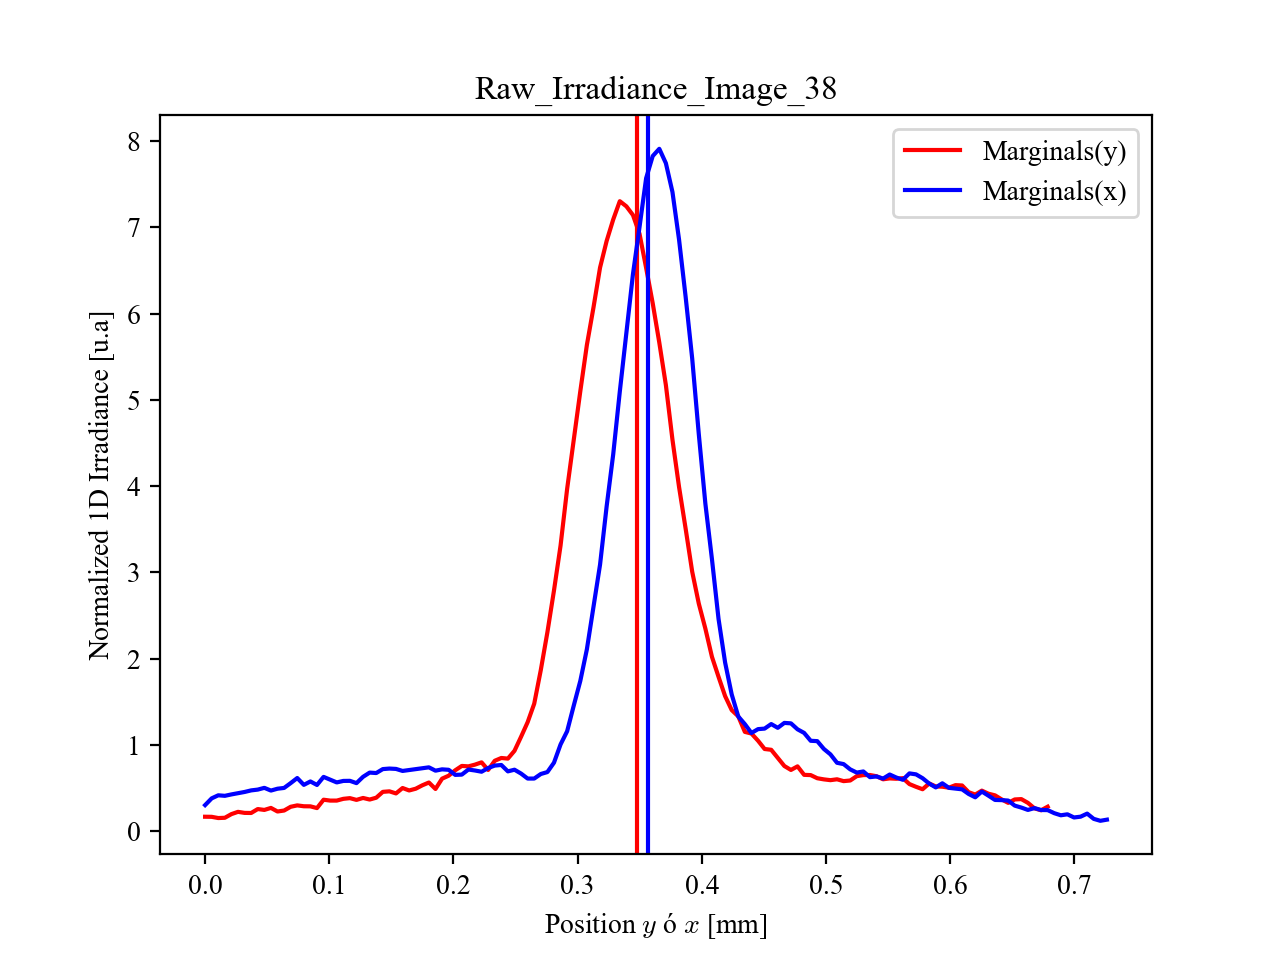 Raw_Irradiance_Image_38
Marginals(y)
Marginals(x)
Normalized 1D Irradiance [u.a]
8
7
6
5
4
3
2
1
0
0.0 0.1 0.2 0.3 0.4 0.5 0.6 0.7
Position y ó x [mm]